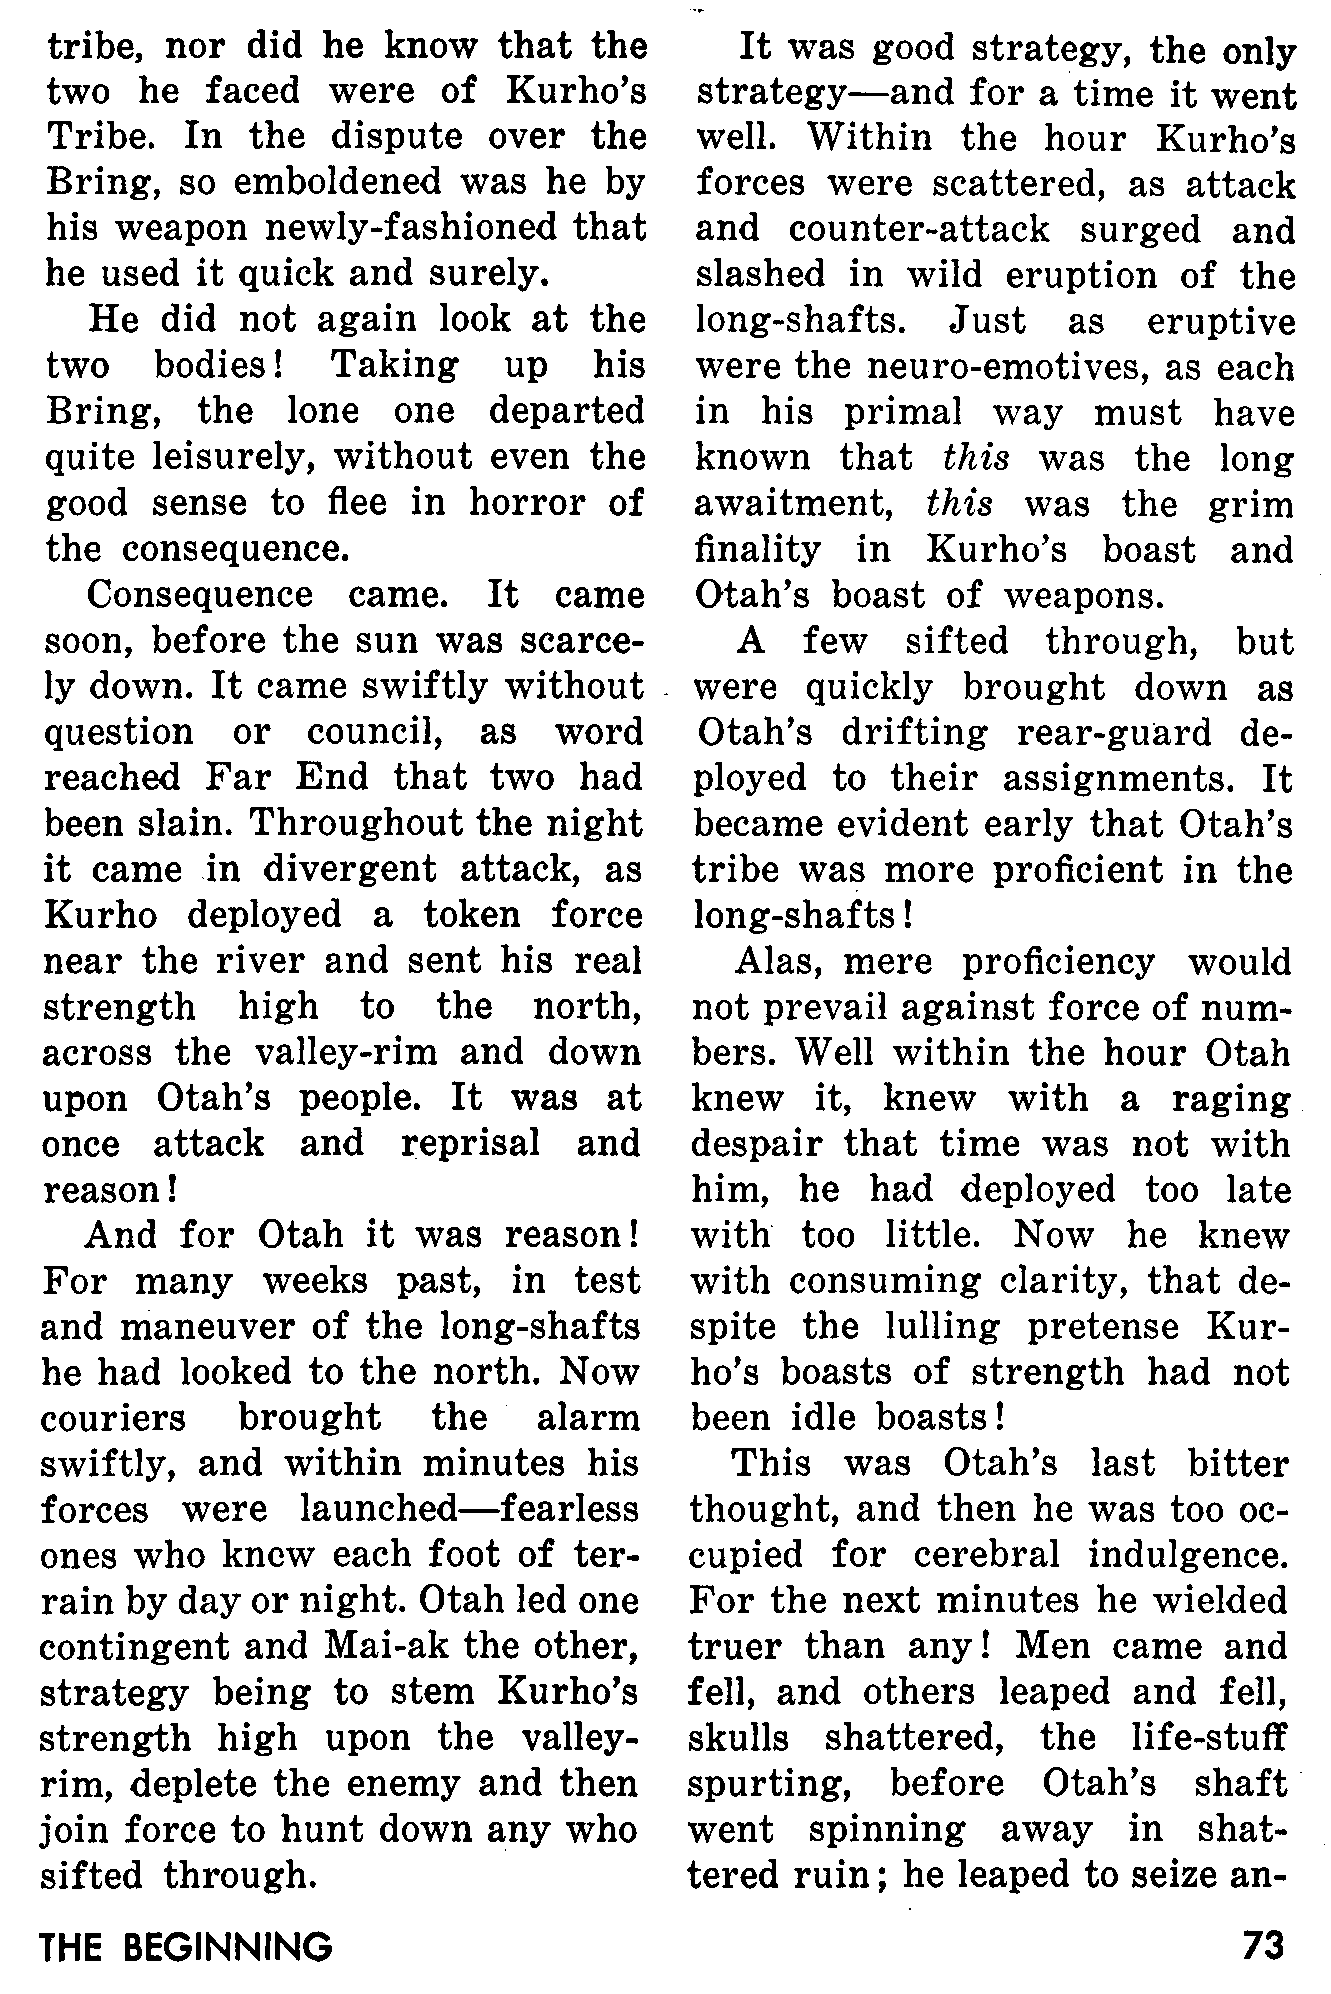 tribe, nor did he know that the
two he faced were of Kurho's
Tribe. In the dispute over the
Bring, so emboldened was he by
his weapon newly-fashioned that
he used it quick and surely.
He did not again look at the
two bodies! Taking up his
Bring, the lone one departed
quite leisurely, without even the
good sense to flee in horror of
the consequence.
Consequence came. It came
soon, before the sun was scarce-
ly down. It came swiftly without
question or council, as word
reached Far End that two had
been slain. Throughout the night
it came in divergent attack, as
Kurho deployed a token force
near the river and sent his real
strength high to the north,
across the valley-rim and down
upon Otah's people. It was at
once attack and reprisal and
reason!
And for Otah it was reason!
For many weeks past, in test
and maneuver of the long-shafts
he had looked to the north. Now
couriers brought the alarm
swiftly, and within minutes his
forces were launched—fearless
ones who knew each foot of ter-
rain by day or night. Otah led one
contingent and Mai-ak the other,
strategy being to stem Kurho's
strength high upon the valley-
rim, deplete the enemy and then
join force to hunt down any who
sifted through.
It was good strategy, the only
strategy—and for a time it went
well. Within the hour Kurho's
forces were scattered, as attack
and counter-attack surged and
slashed in wild eruption of the
long-shafts. Just as eruptive
were the neuro-emotives, as each
in his primal way must have
known that this was the long
awaitment, this was the grim
finality in Kurho's boast and
Otah's boast of weapons.
A few sifted through, but
were quickly brought down as
Otah's drifting rear-guard de-
ployed to their assignments. It
became evident early that Otah's
tribe was more proficient in the
long-shafts!
Alas, mere proficiency would
not prevail against force of num-
bers. Well within the hour Otah
knew it, knew with a raging
despair that time was not with
him, he had deployed too late
with too little. Now he knew
with consuming clarity, that de-
spite the lulling pretense Kur-
ho's boasts of strength had not
been idle boasts!
This was Otah's last bitter
thought, and then he was too oc-
cupied for cerebral indulgence.
For the next minutes he wielded
truer than any! Men came and
fell, and others leaped and fell,
skulls shattered, the life-stuff
spurting, before Otah's shaft
went spinning away in shat-
tered ruin; he leaped to seize an-
THE BEGINNING
73